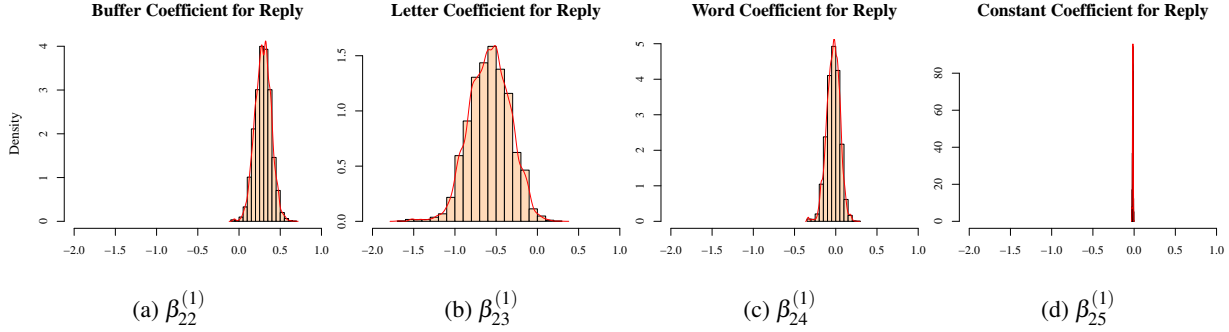 Buffer Coefficient for Reply
Density
0 1 2 3 4
−2.0 −1.5 −1.0 −0.5 0.0 0.5 1.0
(a) β₂₂⁽¹⁾
Letter Coefficient for Reply
0.0 0.5 1.0 1.5
−2.0 −1.5 −1.0 −0.5 0.0 0.5 1.0
(b) β₂₃⁽¹⁾
Word Coefficient for Reply
0 1 2 3 4 5
−2.0 −1.5 −1.0 −0.5 0.0 0.5 1.0
(c) β₂₄⁽¹⁾
Constant Coefficient for Reply
0 20 40 60 80
−2.0 −1.5 −1.0 −0.5 0.0 0.5 1.0
(d) β₂₅⁽¹⁾